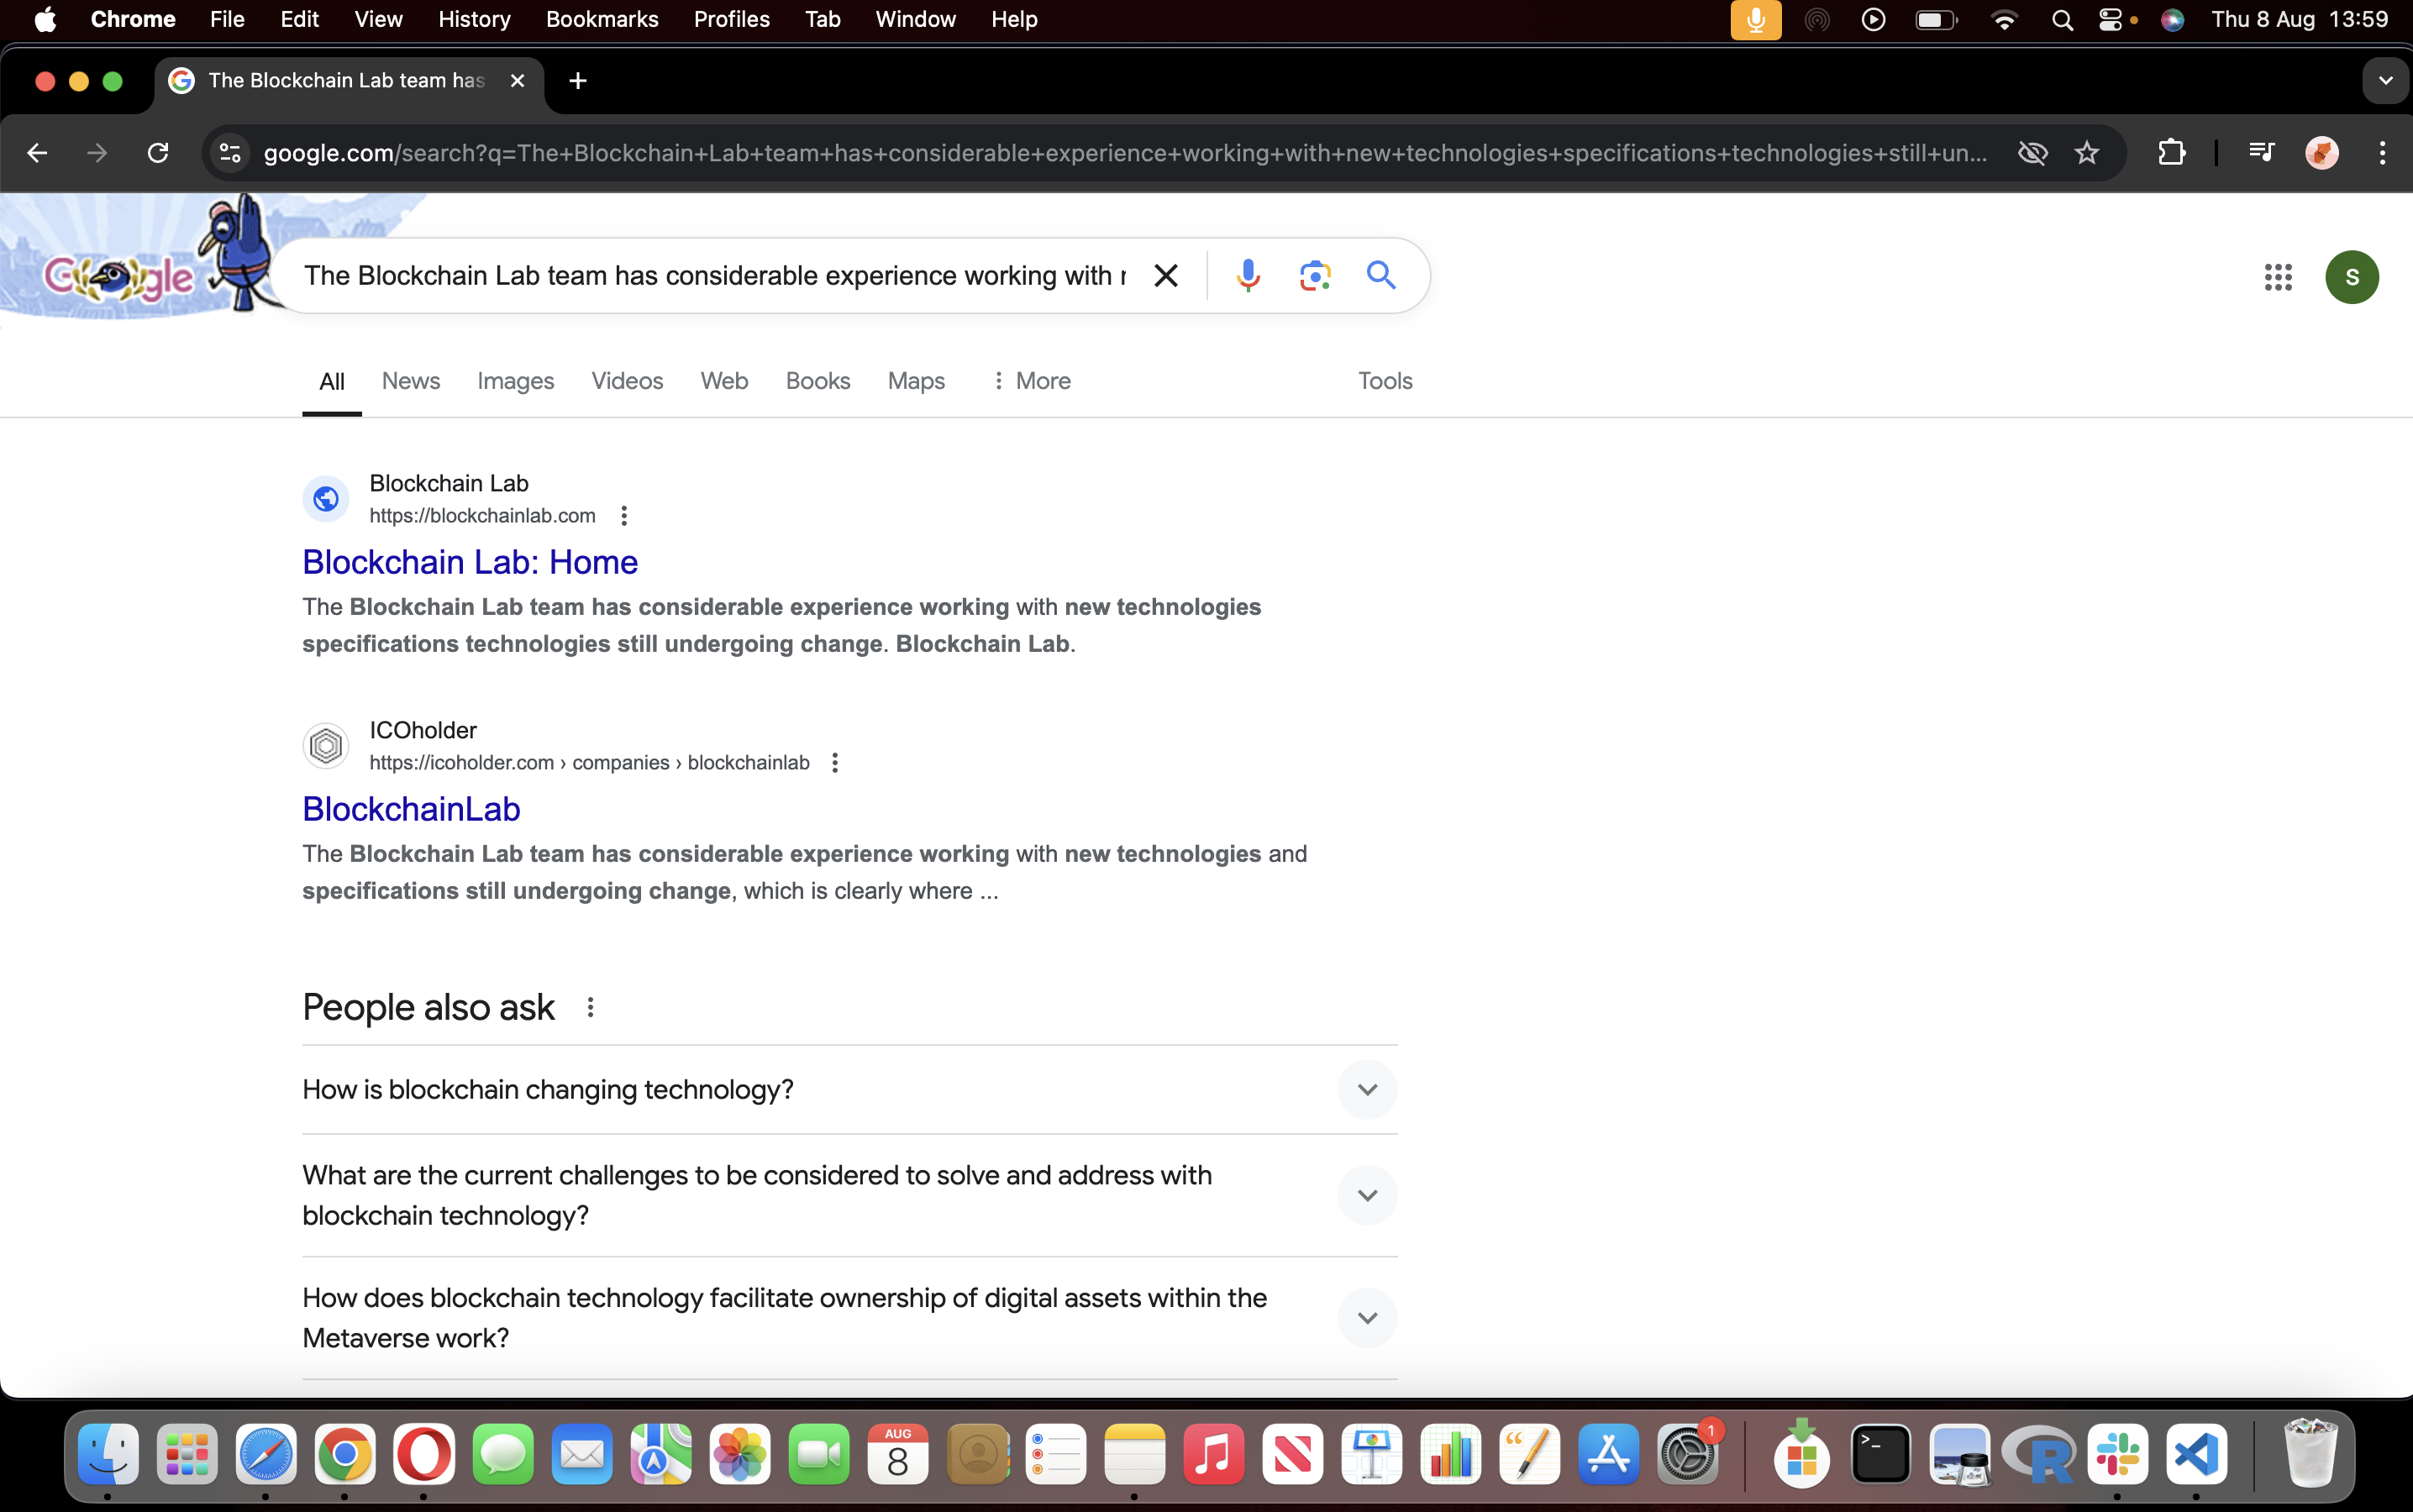 Chrome File Edit View History Bookmarks Profiles Tab Window Help Thu 8 Aug 13:59
The Blockchain Lab team has
google.com/search?q=The+Blockchain+Lab+team+has+considerable+experience+working+with+new+technologies+specifications+technologies+still+un...
Google
The Blockchain Lab team has considerable experience working with r
S
All News Images Videos Web Books Maps More Tools
Blockchain Lab
https://blockchainlab.com
Blockchain Lab: Home
The Blockchain Lab team has considerable experience working with new technologies
specifications technologies still undergoing change. Blockchain Lab.
ICOholder
https://icoholder.com › companies › blockchainlab
BlockchainLab
The Blockchain Lab team has considerable experience working with new technologies and
specifications still undergoing change, which is clearly where ...
People also ask
How is blockchain changing technology?
What are the current challenges to be considered to solve and address with
blockchain technology?
How does blockchain technology facilitate ownership of digital assets within the
Metaverse work?
AUG
8
1
>_
R